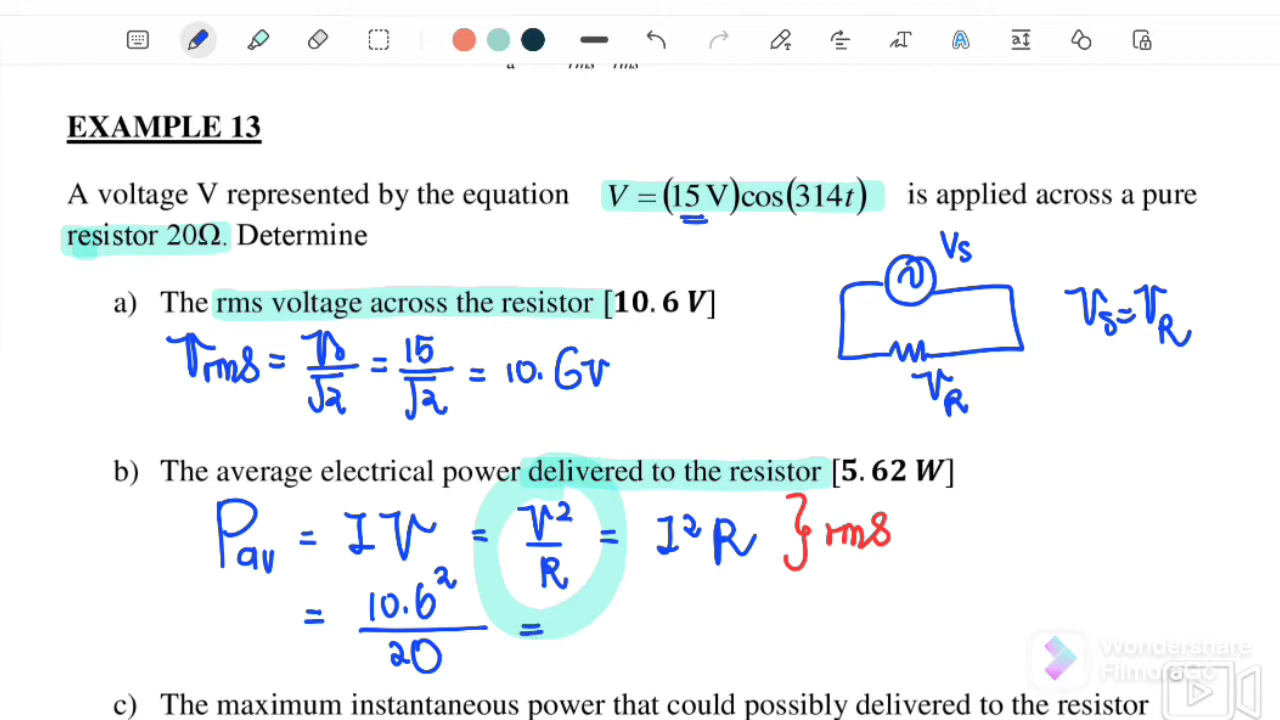 EXAMPLE 13
A voltage V represented by the equation V = (15 V)cos(314t) is applied across a pure
resistor 20Ω. Determine
Vs
a) The rms voltage across the resistor [10.6 V]
Vs = VR
Vrms = V0/√2 = 15/√2 = 10.6V
VR
b) The average electrical power delivered to the resistor [5.62 W]
Pav = IV = V²/R = I²R } rms
= 10.6²/20 =
Wondershare
FilmoraGo
c) The maximum instantaneous power that could possibly delivered to the resistor